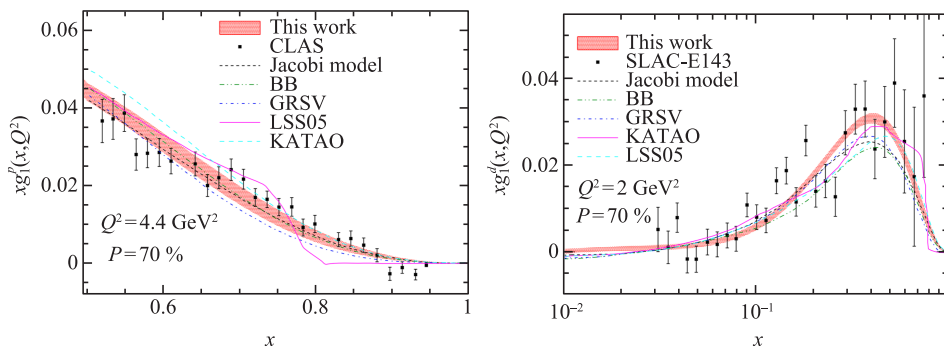 0.06
0.04
0.02
0
xg₁ᵖ(x,Q²)
This work
CLAS
Jacobi model
BB
GRSV
LSS05
KATAO
Q² = 4.4 GeV²
P = 70 %
0.6
0.8
1
x
0.04
0.02
0
xg₁ᵈ(x,Q²)
This work
SLAC-E143
Jacobi model
BB
GRSV
KATAO
LSS05
Q² = 2 GeV²
P = 70 %
10⁻²
10⁻¹
x